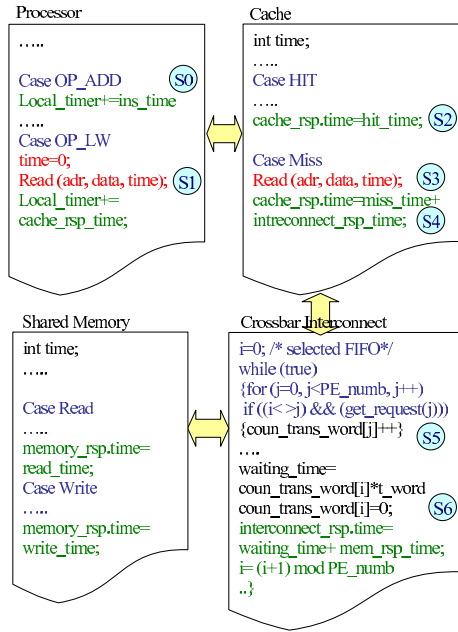 Processor
…..
Case OP_ADD
S0
Local_timer+=ins_time
…..
Case OP_LW
time=0;
Read (adr, data, time);
S1
Local_timer+=
cache_rsp.time;
Cache
int time;
…..
Case HIT
…..
cache_rsp.time=hit_time;
S2
Case Miss
Read (adr, data, time);
S3
cache_rsp.time=miss_time+
intreconnect_rsp_time;
S4
Shared Memory
int time;
…..
Case Read
…..
memory_rsp.time=
read_time;
Case Write
…..
memory_rsp.time=
write_time;
Crossbar Interconnect
i=0; /* selected FIFO*/
while (true)
{for (j=0, j<PE_numb, j++)
if ((i<>j) && (get_request(j)))
{coun_trans_word[j]++}
S5
….
waiting_time=
coun_trans_word[i]*t_word
coun_trans_word[i]=0;
S6
interconnect_rsp.time=
waiting_time+ mem_rsp_time;
i= (i+1) mod PE_numb
..}